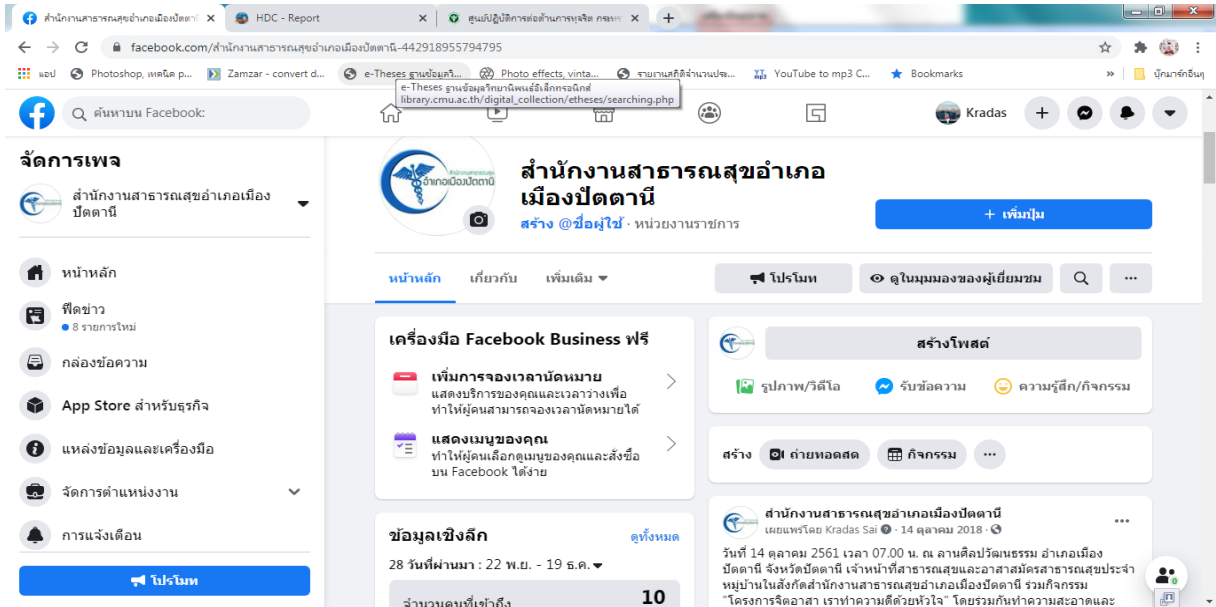 สำนักงานสาธารณสุขอำเภอเมืองปัตตานี
HDC - Report
ศูนย์ปฏิบัติการต่อต้านการทุจริต กระทร
facebook.com/สำนักงานสาธารณสุขอำเภอเมืองปัตตานี-442918955794795
แอป
Photoshop, เทคนิค p...
Zamzar - convert d...
e-Theses ฐานข้อมูลวิ...
Photo effects, vinta...
รายงานสถิติจำนวนประ...
YouTube to mp3 C...
Bookmarks
»
บุ๊กมาร์กอื่นๆ
e-Theses ฐานข้อมูลวิทยานิพนธ์อิเล็กทรอนิกส์
library.cmu.ac.th/digital_collection/etheses/searching.php
ค้นหาบน Facebook:
Kradas
จัดการเพจ
สำนักงานสาธารณสุขอำเภอเมือง
ปัตตานี
หน้าหลัก
ฟีดข่าว
8 รายการใหม่
กล่องข้อความ
App Store สำหรับธุรกิจ
แหล่งข้อมูลและเครื่องมือ
จัดการตำแหน่งงาน
การแจ้งเตือน
โปรโมท
อำเภอเมืองปัตตานี
สำนักงานสาธารณสุขอำเภอ
เมืองปัตตานี
สร้าง @ชื่อผู้ใช้ · หน่วยงานราชการ
+ เพิ่มปุ่ม
หน้าหลัก
เกี่ยวกับ
เพิ่มเติม
โปรโมท
ดูในมุมมองของผู้เยี่ยมชม
...
เครื่องมือ Facebook Business ฟรี
เพิ่มการจองเวลานัดหมาย
แสดงบริการของคุณและเวลาว่างเพื่อ
ทำให้ผู้คนสามารถจองเวลานัดหมายได้
แสดงเมนูของคุณ
ทำให้ผู้คนเลือกดูเมนูของคุณและสั่งซื้อ
บน Facebook ได้ง่าย
ข้อมูลเชิงลึก
ดูทั้งหมด
28 วันที่ผ่านมา : 22 พ.ย. - 19 ธ.ค.
จำนวนคนที่เข้าถึง
10
สร้างโพสต์
รูปภาพ/วิดีโอ
รับข้อความ
ความรู้สึก/กิจกรรม
สร้าง
ถ่ายทอดสด
กิจกรรม
...
สำนักงานสาธารณสุขอำเภอเมืองปัตตานี
เผยแพร่โดย Kradas Sai · 14 ตุลาคม 2018 ·
วันที่ 14 ตุลาคม 2561 เวลา 07.00 น. ณ ลานศิลปวัฒนธรรม อำเภอเมือง
ปัตตานี จังหวัดปัตตานี เจ้าหน้าที่สาธารณสุขและอาสาสมัครสาธารณสุขประจำ
หมู่บ้านในสังกัดสำนักงานสาธารณสุขอำเภอเมืองปัตตานี ร่วมกิจกรรม
"โครงการจิตอาสา เราทำความดีด้วยหัวใจ" โดยร่วมกันทำความสะอาดและ